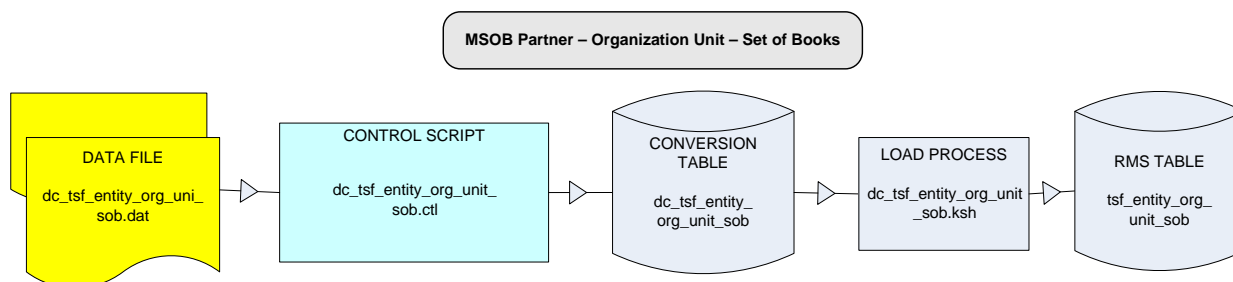 MSOB Partner – Organization Unit – Set of Books
DATA FILE
dc_tsf_entity_org_uni_
sob.dat
CONTROL SCRIPT
dc_tsf_entity_org_unit_
sob.ctl
CONVERSION
TABLE
dc_tsf_entity_
org_unit_sob
LOAD PROCESS
dc_tsf_entity_org_unit
_sob.ksh
RMS TABLE
tsf_entity_org_
unit_sob